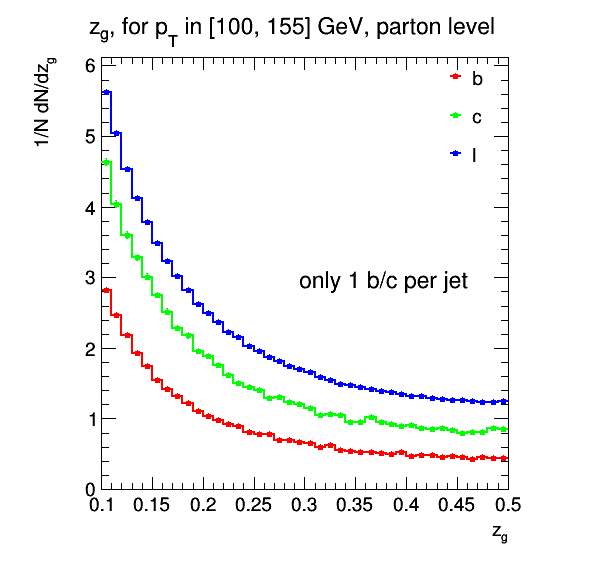 z_g, for p_T in [100, 155] GeV, parton level
1/N dN/dz_g
6
5
4
3
2
1
0
b
c
l
only 1 b/c per jet
0.1 0.15 0.2 0.25 0.3 0.35 0.4 0.45 0.5
z_g